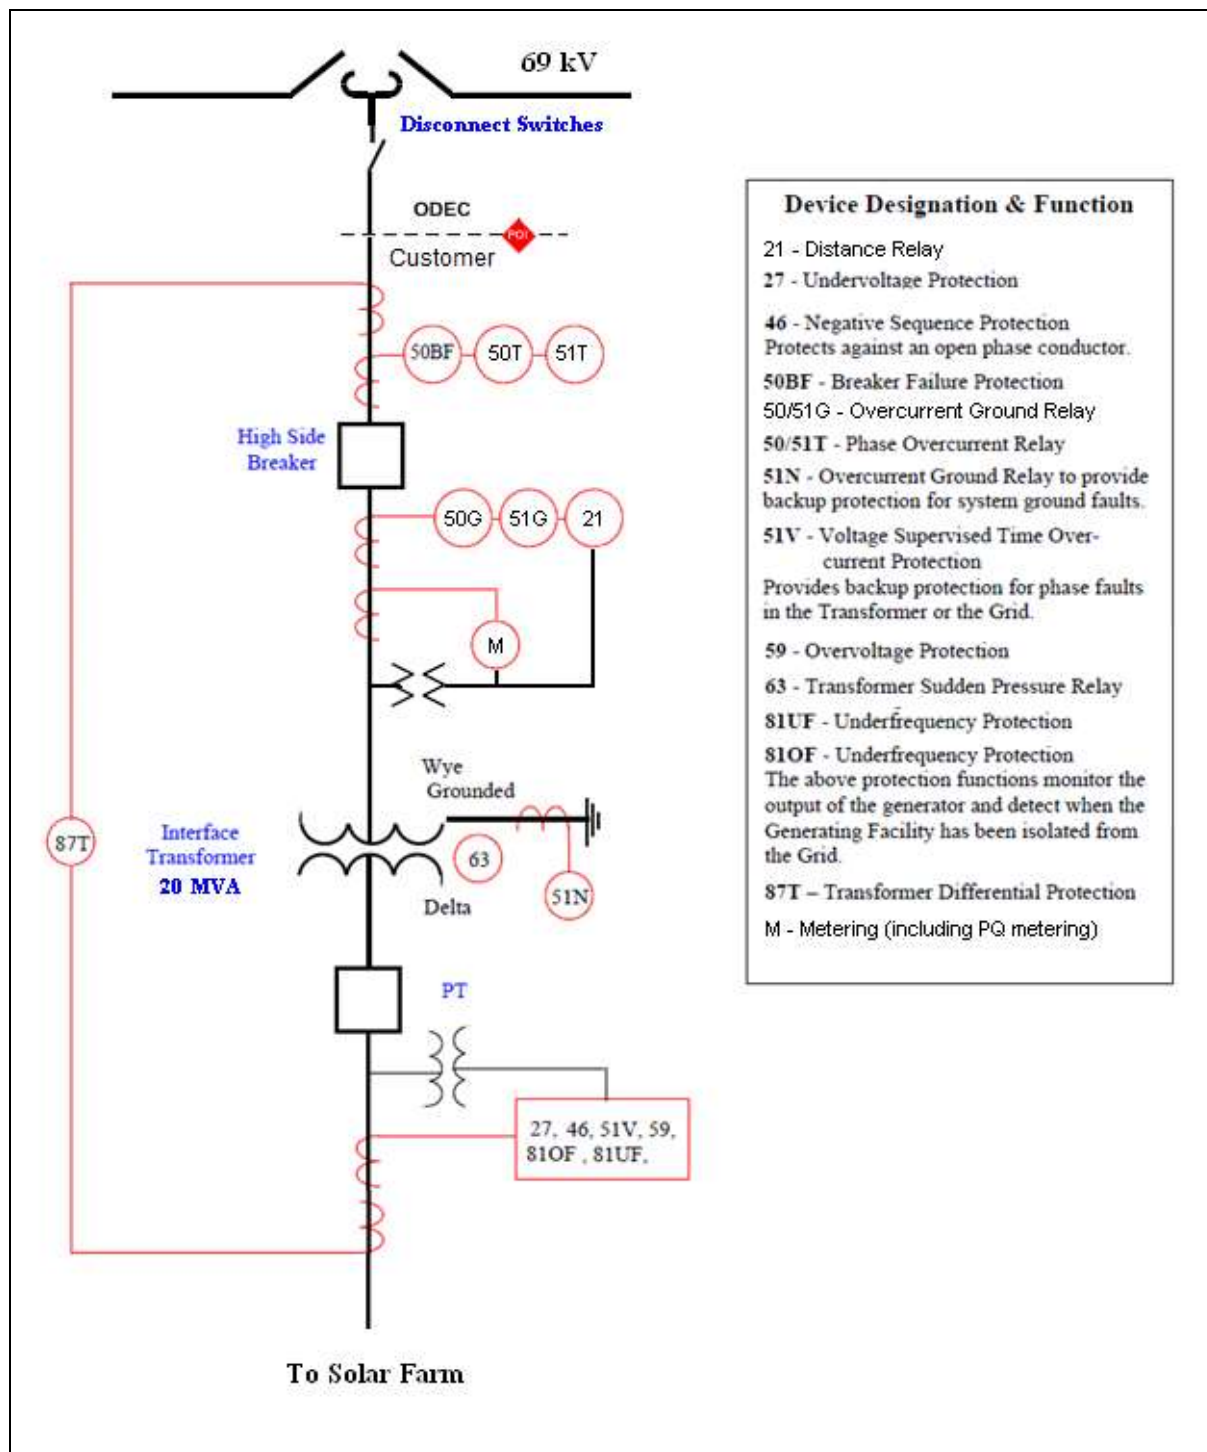 69 kV
Disconnect Switches
ODEC
POI
Customer
50BF
50T
51T
High Side
Breaker
50G
51G
21
M
Wye
Grounded
87T
Interface
Transformer
20 MVA
63
51N
Delta
PT
27, 46, 51V, 59,
81OF , 81UF,
To Solar Farm
Device Designation & Function
21 - Distance Relay
27 - Undervoltage Protection
46 - Negative Sequence Protection
Protects against an open phase conductor.
50BF - Breaker Failure Protection
50/51G - Overcurrent Ground Relay
50/51T - Phase Overcurrent Relay
51N - Overcurrent Ground Relay to provide
backup protection for system ground faults.
51V - Voltage Supervised Time Over-
current Protection
Provides backup protection for phase faults
in the Transformer or the Grid.
59 - Overvoltage Protection
63 - Transformer Sudden Pressure Relay
81UF - Underfrequency Protection
81OF - Underfrequency Protection
The above protection functions monitor the
output of the generator and detect when the
Generating Facility has been isolated from
the Grid.
87T – Transformer Differential Protection
M - Metering (including PQ metering)